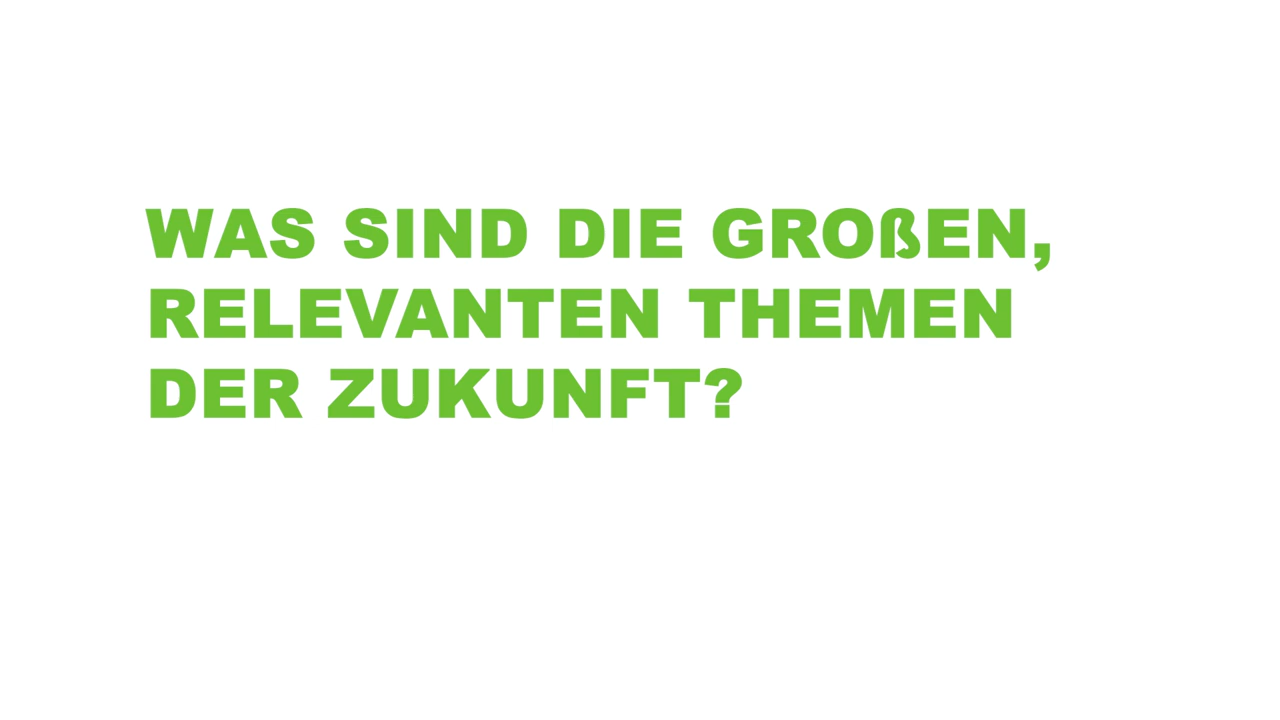 WAS SIND DIE GROßEN,
RELEVANTEN THEMEN
DER ZUKUNFT?